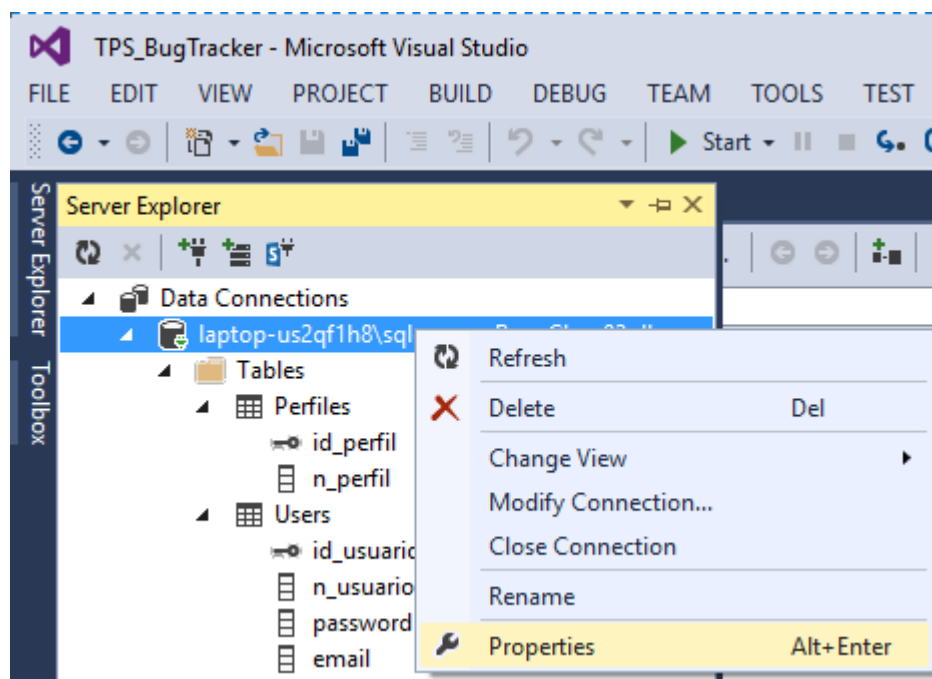 TPS_BugTracker - Microsoft Visual Studio
FILE EDIT VIEW PROJECT BUILD DEBUG TEAM TOOLS TEST
Start
Server Explorer
Toolbox
Server Explorer
Data Connections
laptop-us2qf1h8\sql
Tables
Perfiles
id_perfil
n_perfil
Users
id_usuario
n_usuario
password
email
Refresh
Delete Del
Change View
Modify Connection...
Close Connection
Rename
Properties Alt+Enter